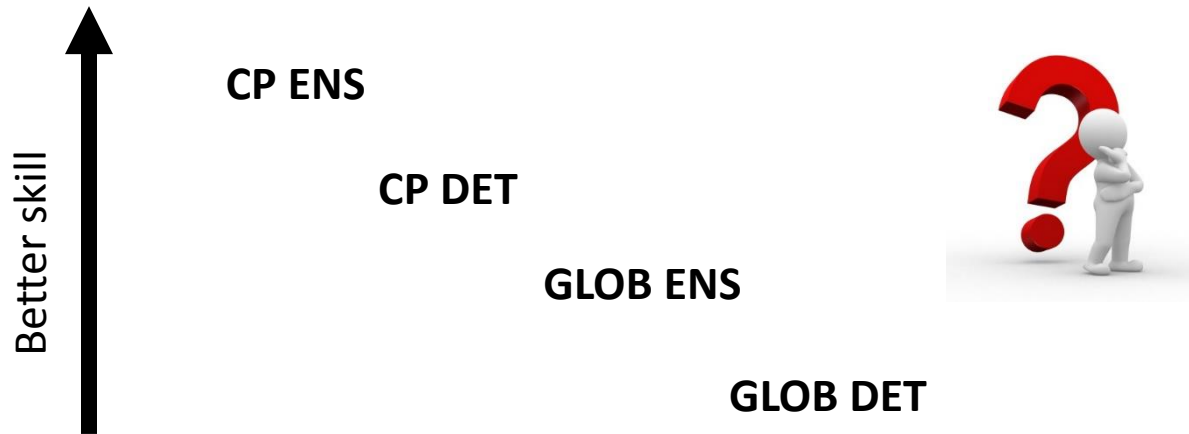 CP ENS
CP DET
GLOB ENS
GLOB DET
Better skill